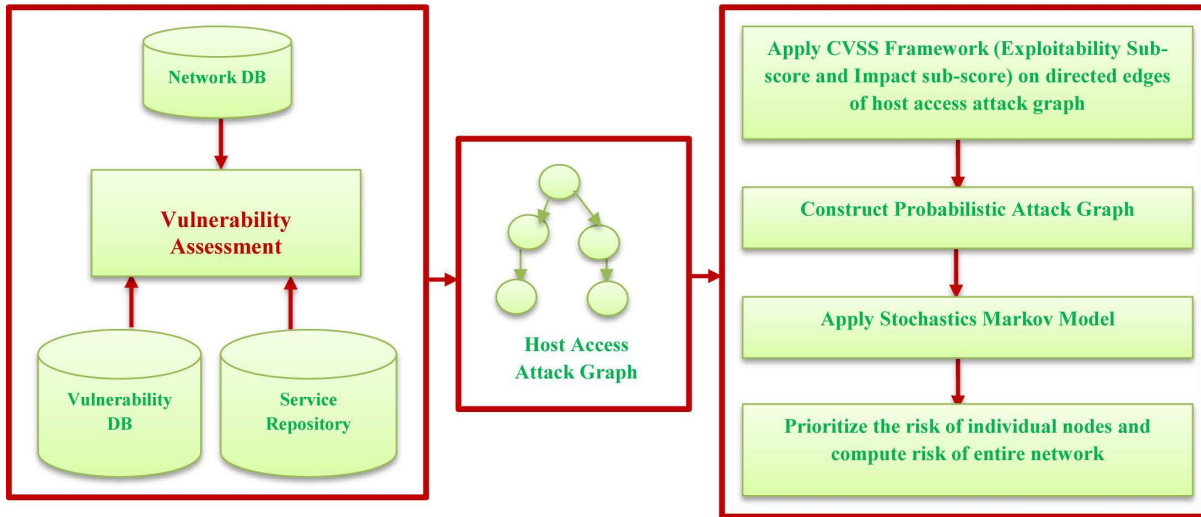 Network DB
Vulnerability
Assessment
Vulnerability
DB
Service
Repository
Host Access
Attack Graph
Apply CVSS Framework (Exploitability Sub-
score and Impact sub-score) on directed edges
of host access attack graph
Construct Probabilistic Attack Graph
Apply Stochastics Markov Model
Prioritize the risk of individual nodes and
compute risk of entire network